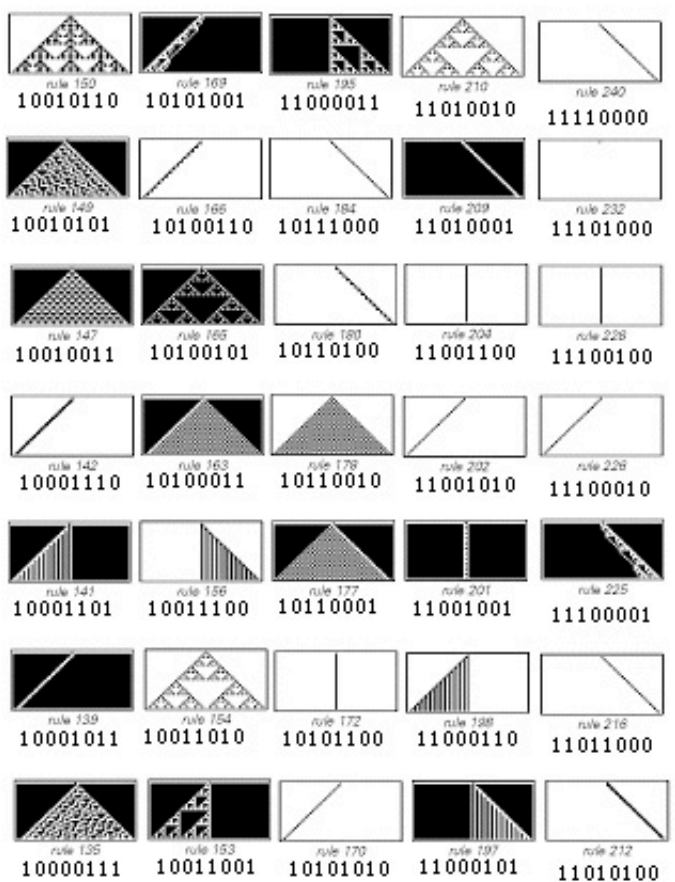 rule 150 rule 169 rule 195 rule 210 rule 240
10010110 10101001 11000011 11010010 11110000
rule 149 rule 166 rule 184 rule 209 rule 232
10010101 10100110 10111000 11010001 11101000
rule 147 rule 165 rule 180 rule 204 rule 228
10010011 10100101 10110100 11001100 11100100
rule 142 rule 163 rule 178 rule 202 rule 226
10001110 10100011 10110010 11001010 11100010
rule 141 rule 156 rule 177 rule 201 rule 225
10001101 10011100 10110001 11001001 11100001
rule 139 rule 154 rule 172 rule 198 rule 216
10001011 10011010 10101100 11000110 11011000
rule 135 rule 153 rule 170 rule 197 rule 212
10000111 10011001 10101010 11000101 11010100